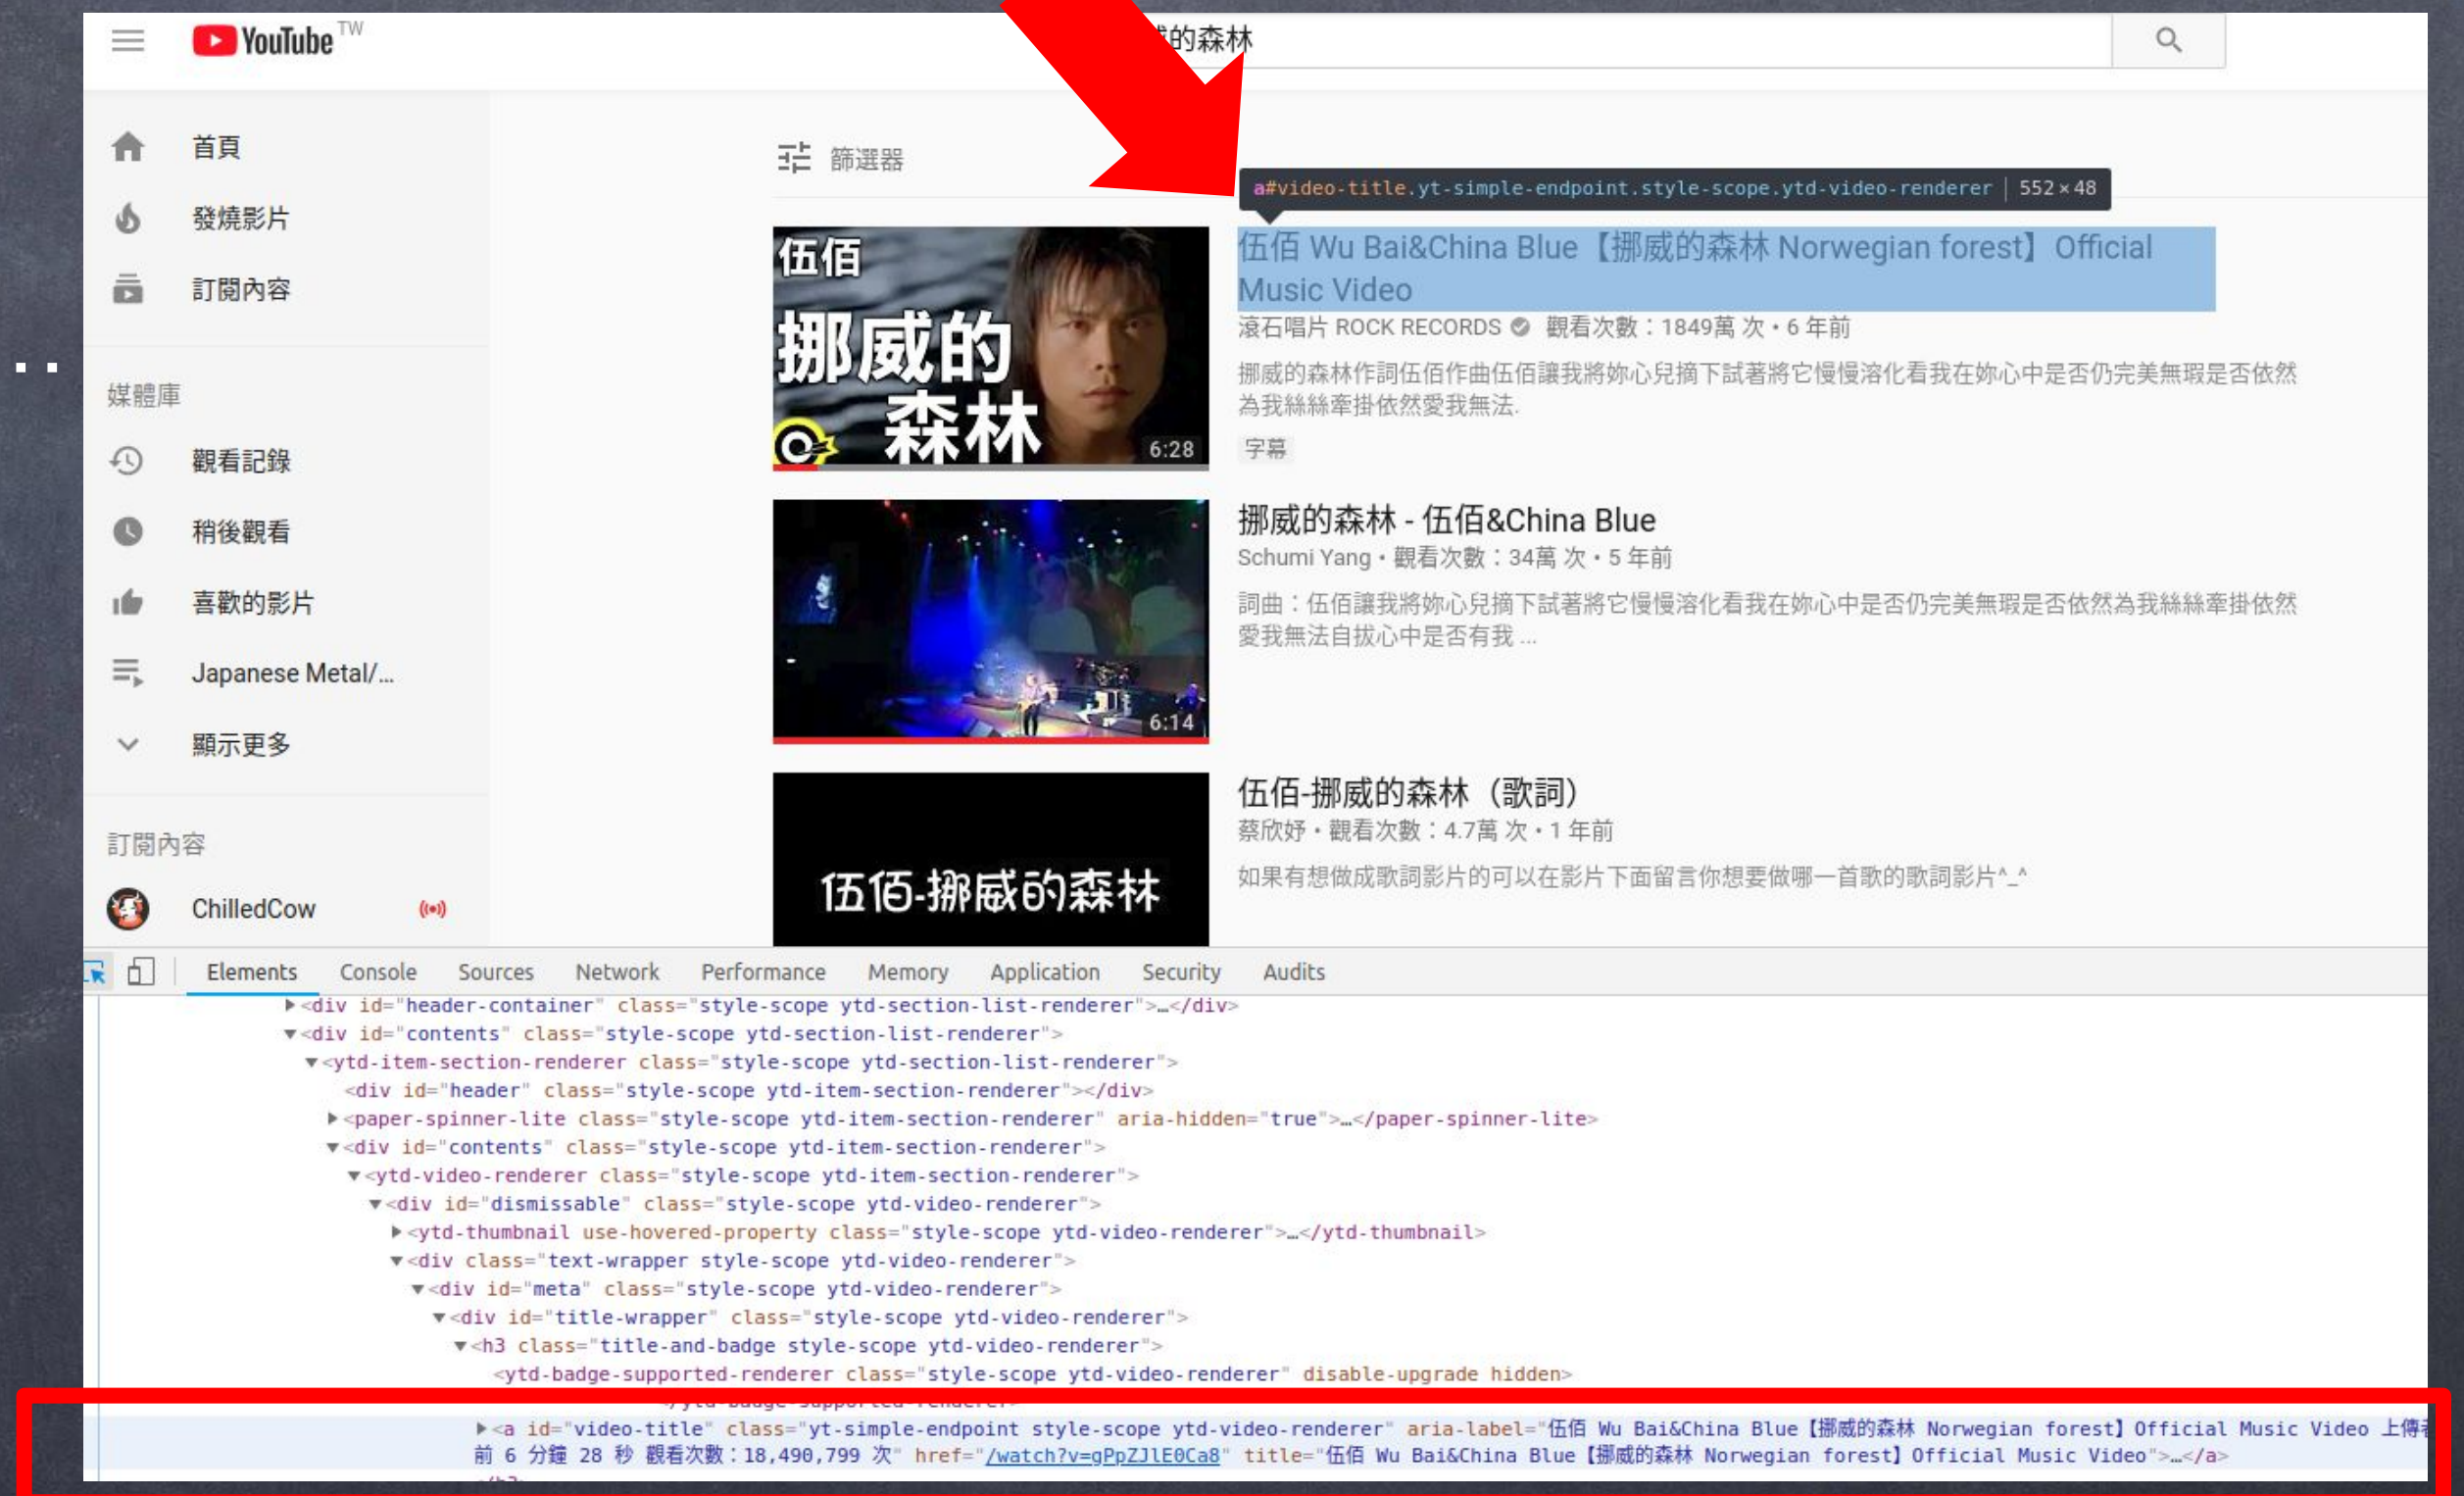 YouTube TW
的森林
首頁
發燒影片
訂閱內容
媒體庫
觀看記錄
稍後觀看
喜歡的影片
Japanese Metal/...
顯示更多
訂閱內容
ChilledCow
篩選器
a#video-title.yt-simple-endpoint.style-scope.ytd-video-renderer | 552×48
伍佰
挪威的
森林
6:28
伍佰 Wu Bai&China Blue【挪威的森林 Norwegian forest】Official
Music Video
滾石唱片 ROCK RECORDS 觀看次數：1849萬 次・6 年前
挪威的森林作詞伍佰作曲伍佰讓我將妳心兒摘下試著將它慢慢溶化看我在妳心中是否仍完美無瑕是否依然
為我絲絲牽掛依然愛我無法.
字幕
6:14
挪威的森林 - 伍佰&China Blue
Schumi Yang・觀看次數：34萬 次・5 年前
詞曲：伍佰讓我將妳心兒摘下試著將它慢慢溶化看我在妳心中是否仍完美無瑕是否依然為我絲絲牽掛依然
愛我無法自拔心中是否有我 ...
伍佰-挪威的森林
伍佰-挪威的森林（歌詞）
蔡欣妤・觀看次數：4.7萬 次・1 年前
如果有想做成歌詞影片的可以在影片下面留言你想要做哪一首歌的歌詞影片^_^
..
Elements Console Sources Network Performance Memory Application Security Audits
<div id="header-container" class="style-scope ytd-section-list-renderer">…</div>
<div id="contents" class="style-scope ytd-section-list-renderer">
<ytd-item-section-renderer class="style-scope ytd-section-list-renderer">
<div id="header" class="style-scope ytd-item-section-renderer"></div>
<paper-spinner-lite class="style-scope ytd-item-section-renderer" aria-hidden="true">…</paper-spinner-lite>
<div id="contents" class="style-scope ytd-item-section-renderer">
<ytd-video-renderer class="style-scope ytd-item-section-renderer">
<div id="dismissable" class="style-scope ytd-video-renderer">
<ytd-thumbnail use-hovered-property class="style-scope ytd-video-renderer">…</ytd-thumbnail>
<div class="text-wrapper style-scope ytd-video-renderer">
<div id="meta" class="style-scope ytd-video-renderer">
<div id="title-wrapper" class="style-scope ytd-video-renderer">
<h3 class="title-and-badge style-scope ytd-video-renderer">
<ytd-badge-supported-renderer class="style-scope ytd-video-renderer" disable-upgrade hidden>
<a id="video-title" class="yt-simple-endpoint style-scope ytd-video-renderer" aria-label="伍佰 Wu Bai&China Blue【挪威的森林 Norwegian forest】Official Music Video 上傳
前 6 分鐘 28 秒 觀看次數：18,490,799 次" href="/watch?v=gPpZJlE0Ca8" title="伍佰 Wu Bai&China Blue【挪威的森林 Norwegian forest】Official Music Video">…</a>